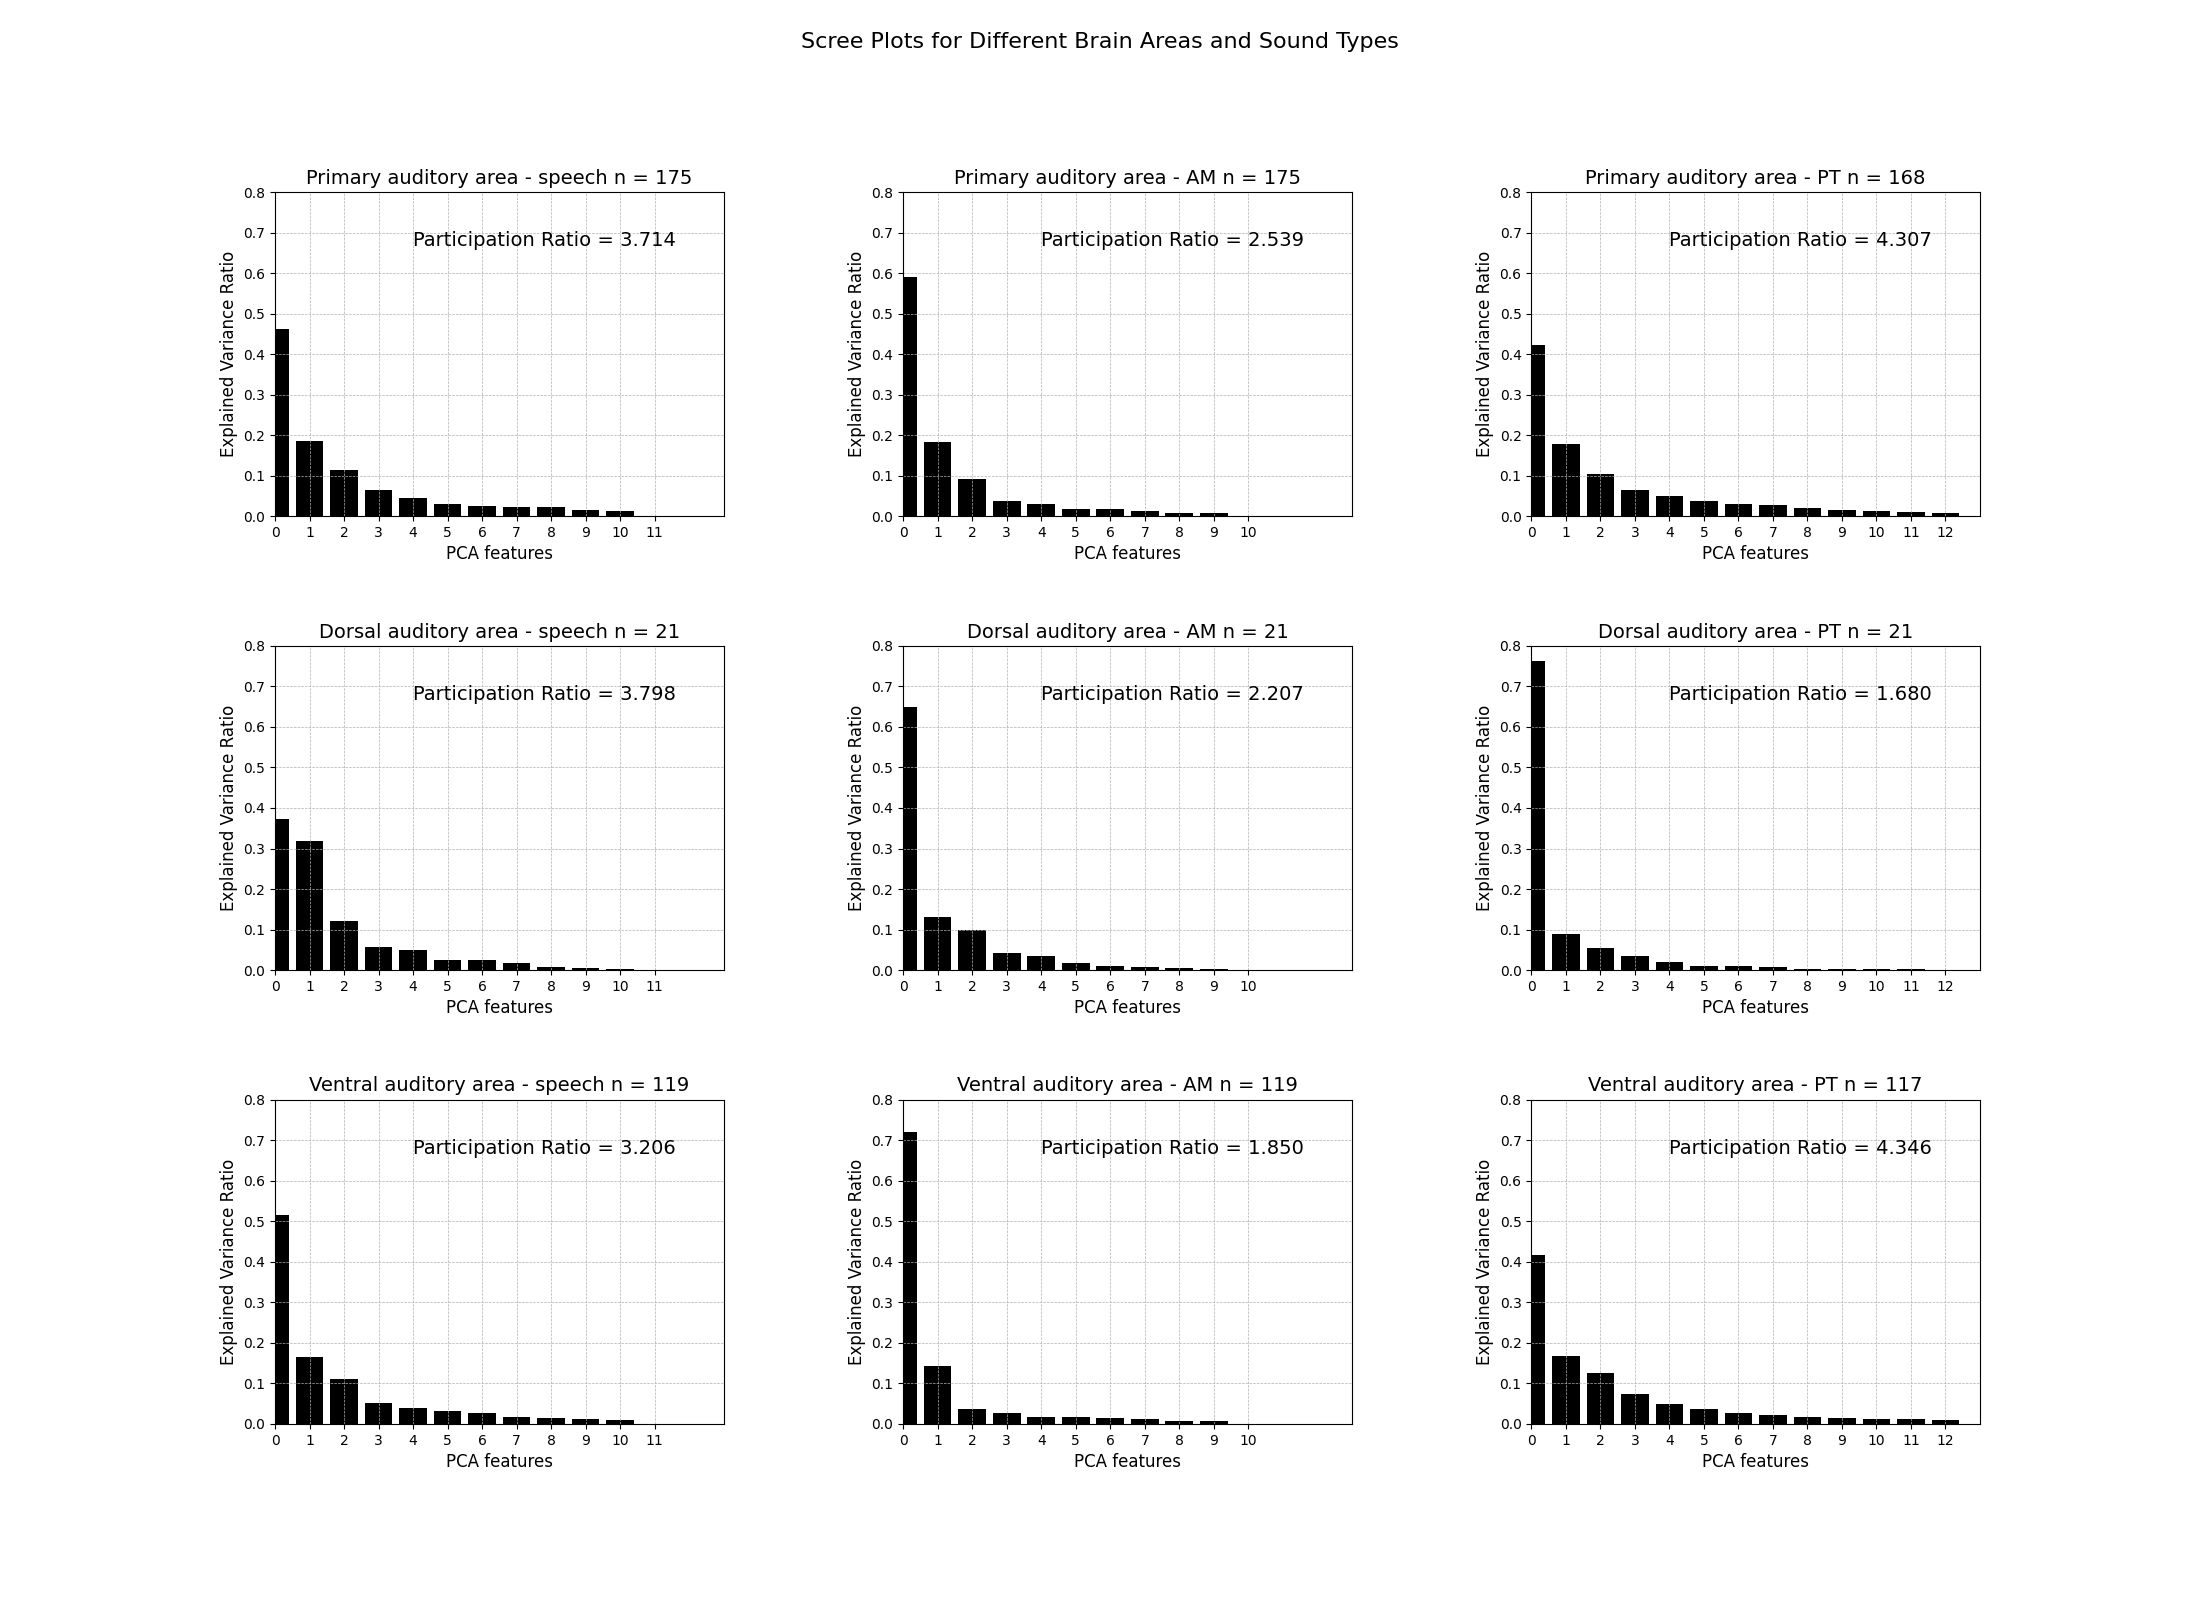 Scree Plots for Different Brain Areas and Sound Types
Primary auditory area - speech n = 175
Participation Ratio = 3.714
Explained Variance Ratio
0.8
0.7
0.6
0.5
0.4
0.3
0.2
0.1
0.0
0 1 2 3 4 5 6 7 8 9 10 11
PCA features
Primary auditory area - AM n = 175
Participation Ratio = 2.539
Explained Variance Ratio
0.8
0.7
0.6
0.5
0.4
0.3
0.2
0.1
0.0
0 1 2 3 4 5 6 7 8 9 10
PCA features
Primary auditory area - PT n = 168
Participation Ratio = 4.307
Explained Variance Ratio
0.8
0.7
0.6
0.5
0.4
0.3
0.2
0.1
0.0
0 1 2 3 4 5 6 7 8 9 10 11 12
PCA features
Dorsal auditory area - speech n = 21
Participation Ratio = 3.798
Explained Variance Ratio
0.8
0.7
0.6
0.5
0.4
0.3
0.2
0.1
0.0
0 1 2 3 4 5 6 7 8 9 10 11
PCA features
Dorsal auditory area - AM n = 21
Participation Ratio = 2.207
Explained Variance Ratio
0.8
0.7
0.6
0.5
0.4
0.3
0.2
0.1
0.0
0 1 2 3 4 5 6 7 8 9 10
PCA features
Dorsal auditory area - PT n = 21
Participation Ratio = 1.680
Explained Variance Ratio
0.8
0.7
0.6
0.5
0.4
0.3
0.2
0.1
0.0
0 1 2 3 4 5 6 7 8 9 10 11 12
PCA features
Ventral auditory area - speech n = 119
Participation Ratio = 3.206
Explained Variance Ratio
0.8
0.7
0.6
0.5
0.4
0.3
0.2
0.1
0.0
0 1 2 3 4 5 6 7 8 9 10 11
PCA features
Ventral auditory area - AM n = 119
Participation Ratio = 1.850
Explained Variance Ratio
0.8
0.7
0.6
0.5
0.4
0.3
0.2
0.1
0.0
0 1 2 3 4 5 6 7 8 9 10
PCA features
Ventral auditory area - PT n = 117
Participation Ratio = 4.346
Explained Variance Ratio
0.8
0.7
0.6
0.5
0.4
0.3
0.2
0.1
0.0
0 1 2 3 4 5 6 7 8 9 10 11 12
PCA features